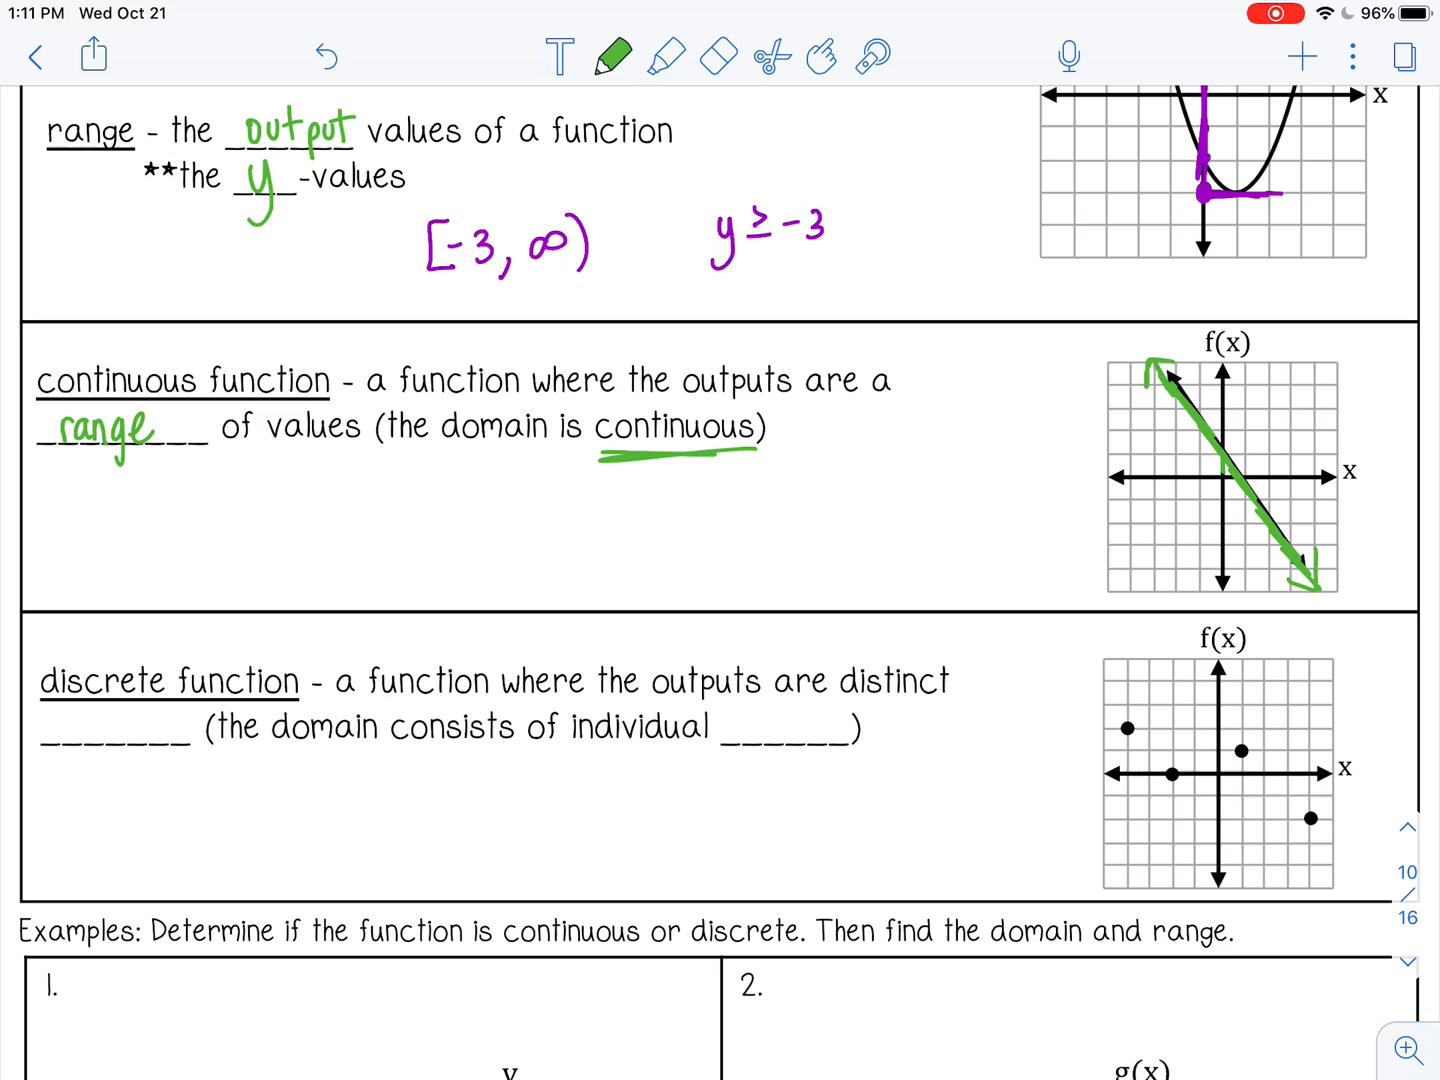 1:11 PM Wed Oct 21
96%
T
x
range - the output values of a function
**the y-values
[-3, ∞) y ≥ -3
f(x)
continuous function - a function where the outputs are a
range of values (the domain is continuous)
x
f(x)
discrete function - a function where the outputs are distinct
_______ (the domain consists of individual ______)
x
10
/
16
Examples: Determine if the function is continuous or discrete. Then find the domain and range.
1. 2.
y g(x)